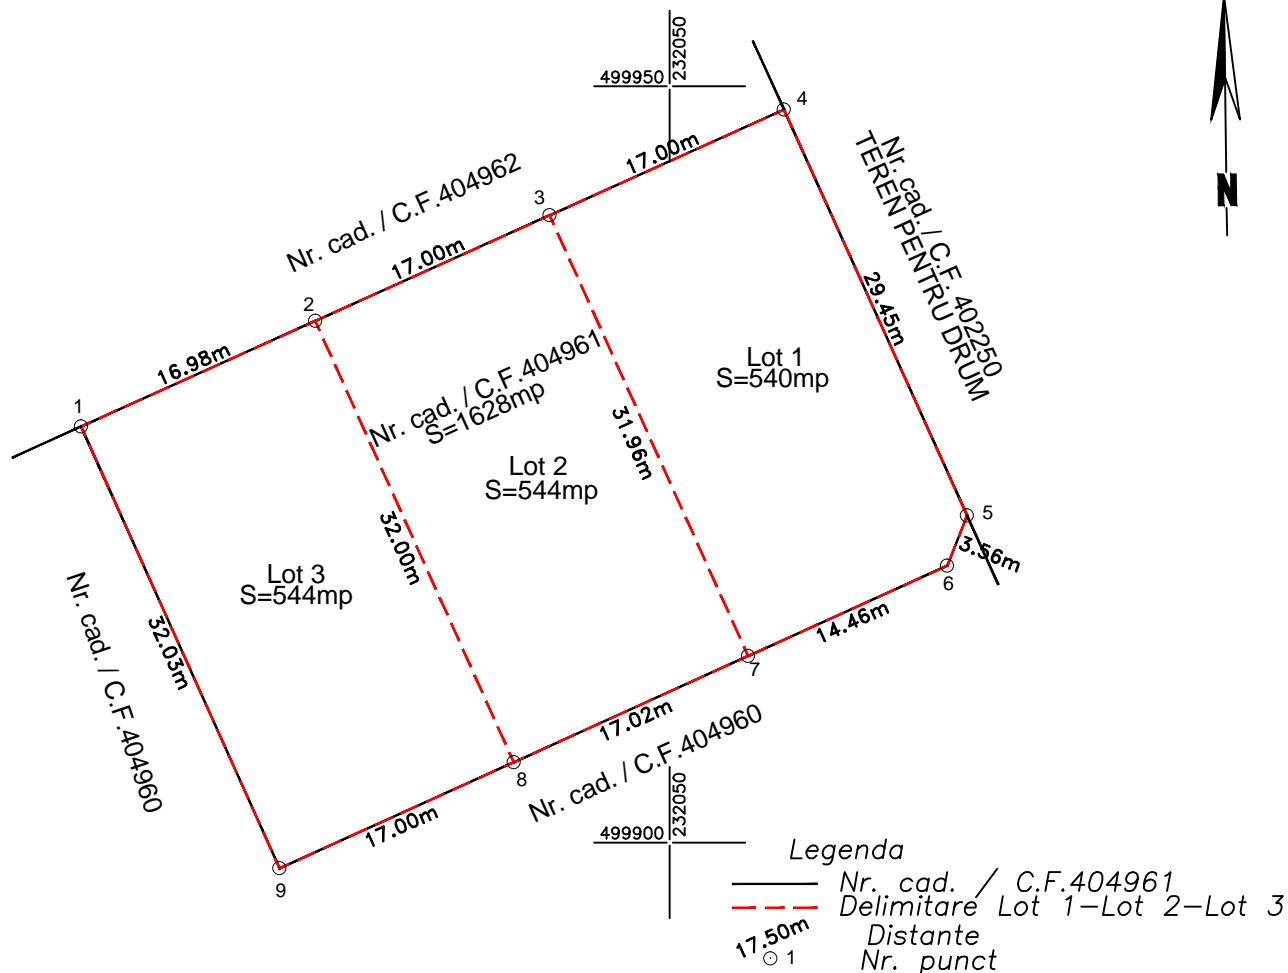 499950
232050
4
17.00m
Nr. cad. / C.F. 402250
TEREN PENTRU DRUM
N
Nr. cad. / C.F.404962
3
17.00m
2
29.45m
16.98m
Nr. cad. / C.F.404961
S=1628mp
Lot 1
S=540mp
1
31.96m
Lot 2
S=544mp
32.00m
5
3.56m
6
Lot 3
S=544mp
Nr. cad. / C.F.404960
32.03m
14.46m
7
17.02m
Nr. cad. / C.F.404960
8
17.00m
9
499900
232050
Legenda
Nr. cad. / C.F.404961
Delimitare Lot 1-Lot 2-Lot 3
17.50m
Distante
1
Nr. punct